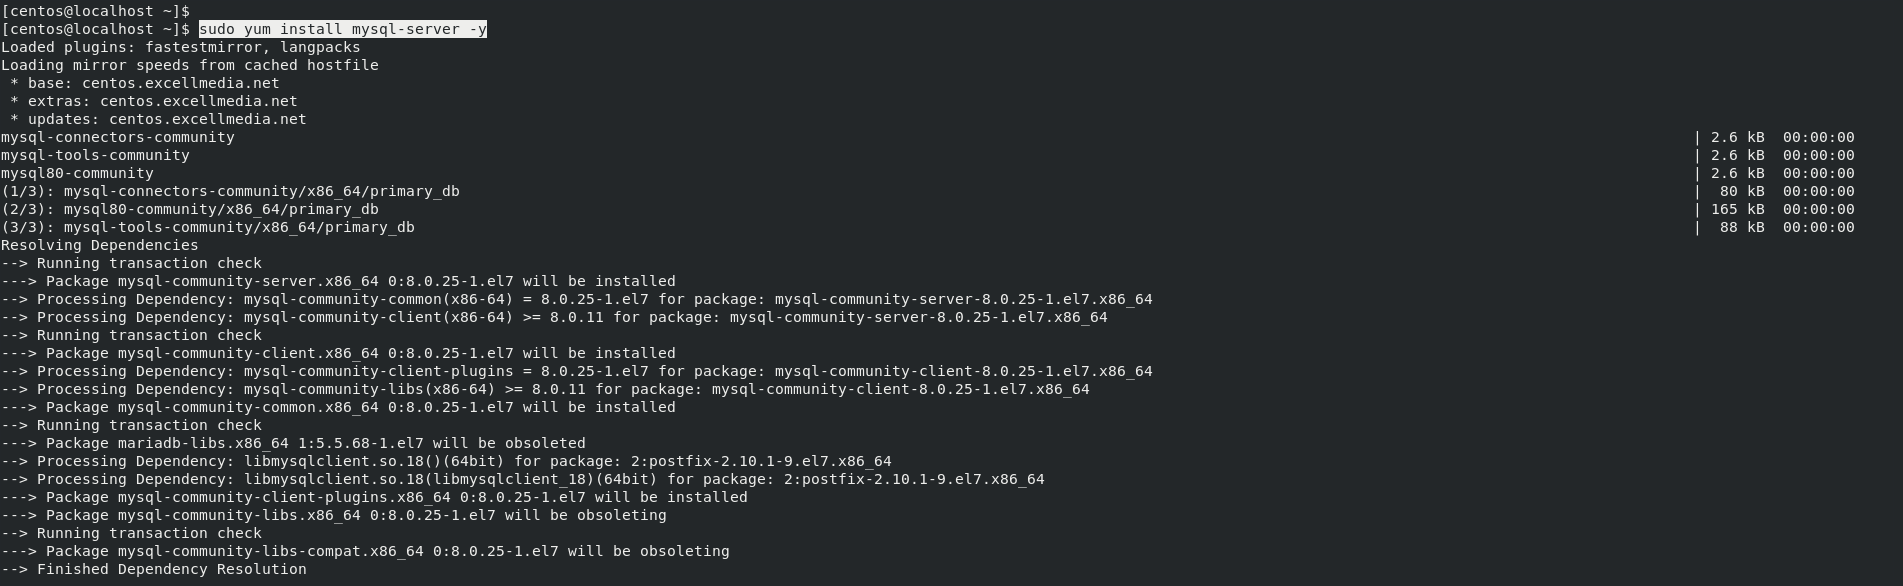 [centos@localhost ~]$
[centos@localhost ~]$ sudo yum install mysql-server -y
Loaded plugins: fastestmirror, langpacks
Loading mirror speeds from cached hostfile
 * base: centos.excellmedia.net
 * extras: centos.excellmedia.net
 * updates: centos.excellmedia.net
mysql-connectors-community | 2.6 kB 00:00:00
mysql-tools-community | 2.6 kB 00:00:00
mysql80-community | 2.6 kB 00:00:00
(1/3): mysql-connectors-community/x86_64/primary_db | 80 kB 00:00:00
(2/3): mysql80-community/x86_64/primary_db | 165 kB 00:00:00
(3/3): mysql-tools-community/x86_64/primary_db | 88 kB 00:00:00
Resolving Dependencies
--> Running transaction check
---> Package mysql-community-server.x86_64 0:8.0.25-1.el7 will be installed
--> Processing Dependency: mysql-community-common(x86-64) = 8.0.25-1.el7 for package: mysql-community-server-8.0.25-1.el7.x86_64
--> Processing Dependency: mysql-community-client(x86-64) >= 8.0.11 for package: mysql-community-server-8.0.25-1.el7.x86_64
--> Running transaction check
---> Package mysql-community-client.x86_64 0:8.0.25-1.el7 will be installed
--> Processing Dependency: mysql-community-client-plugins = 8.0.25-1.el7 for package: mysql-community-client-8.0.25-1.el7.x86_64
--> Processing Dependency: mysql-community-libs(x86-64) >= 8.0.11 for package: mysql-community-client-8.0.25-1.el7.x86_64
---> Package mysql-community-common.x86_64 0:8.0.25-1.el7 will be installed
--> Running transaction check
---> Package mariadb-libs.x86_64 1:5.5.68-1.el7 will be obsoleted
--> Processing Dependency: libmysqlclient.so.18()(64bit) for package: 2:postfix-2.10.1-9.el7.x86_64
--> Processing Dependency: libmysqlclient.so.18(libmysqlclient_18)(64bit) for package: 2:postfix-2.10.1-9.el7.x86_64
---> Package mysql-community-client-plugins.x86_64 0:8.0.25-1.el7 will be installed
---> Package mysql-community-libs.x86_64 0:8.0.25-1.el7 will be obsoleting
--> Running transaction check
---> Package mysql-community-libs-compat.x86_64 0:8.0.25-1.el7 will be obsoleting
--> Finished Dependency Resolution